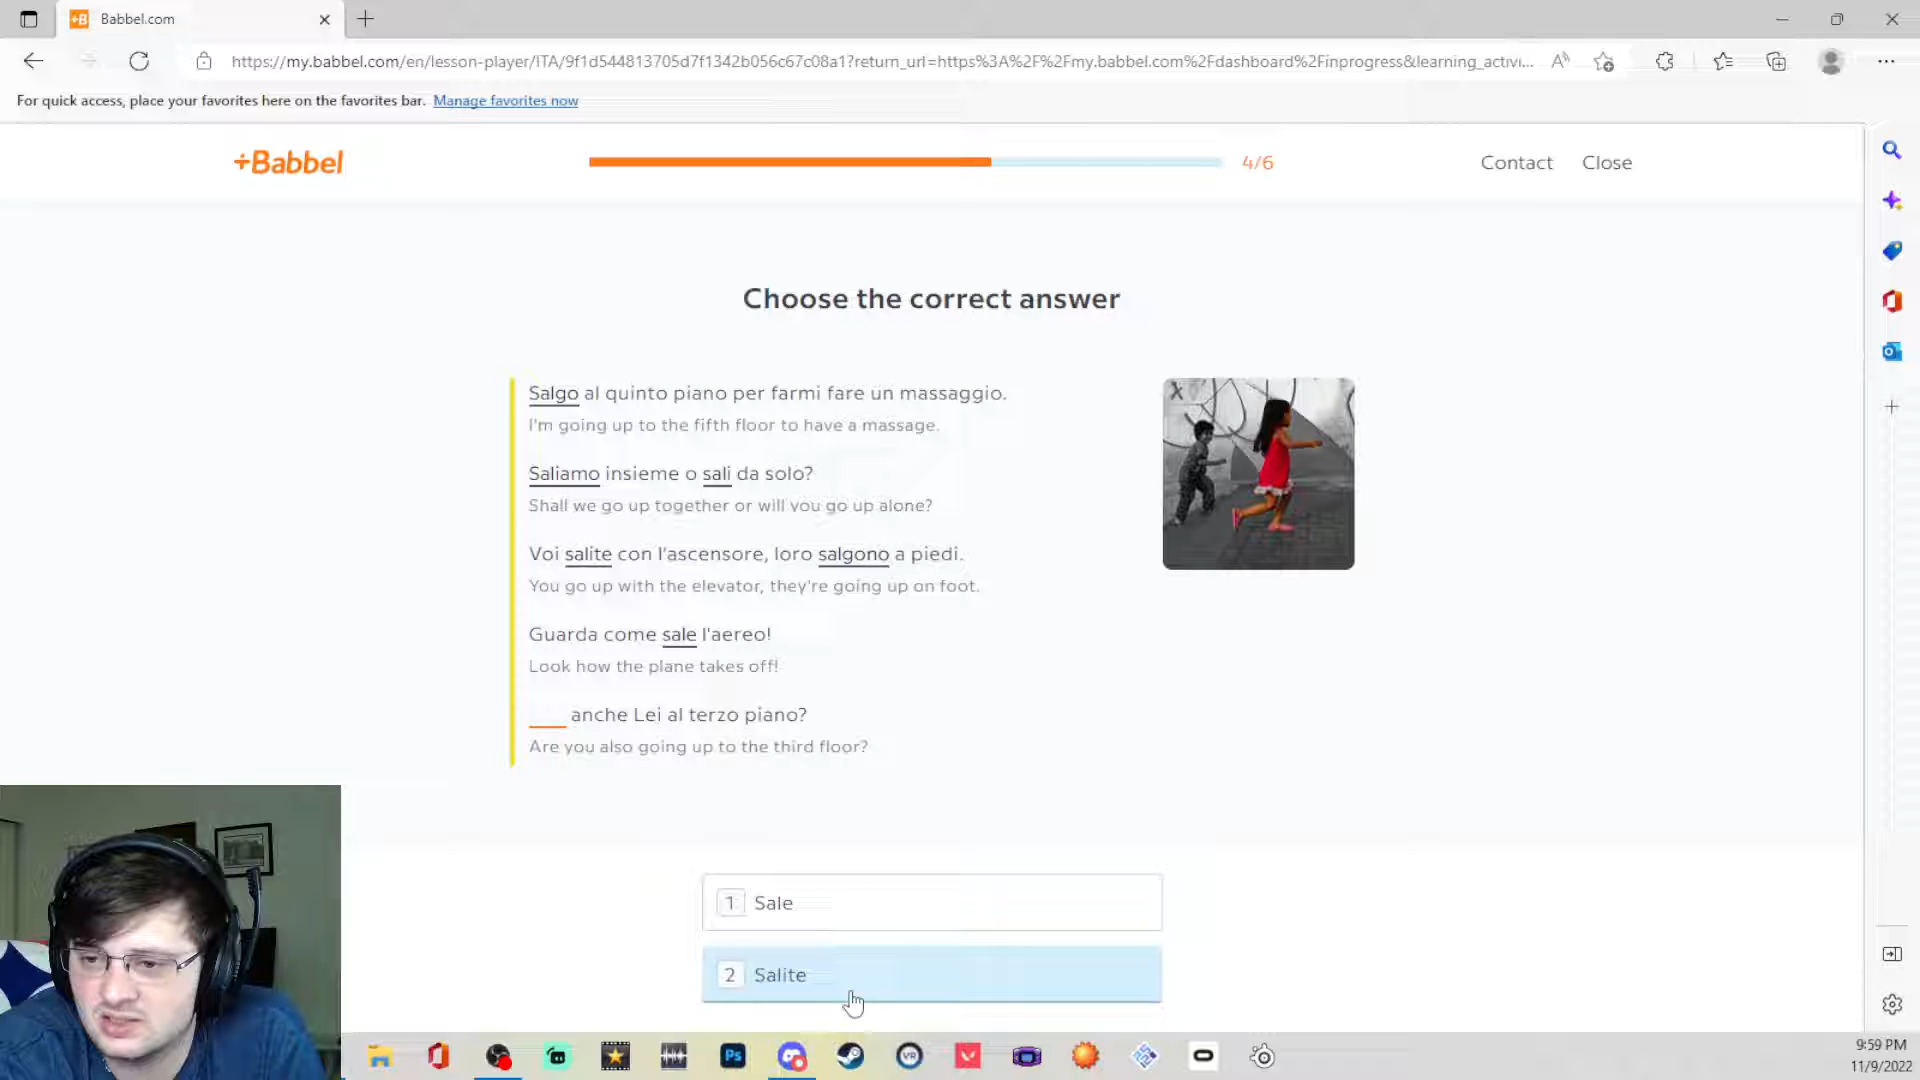 Babbel.com
https://my.babbel.com/en/lesson-player/ITA/9f1d544813705d7f1342b056c67c08a1?return_url=https%3A%2F%2Fmy.babbel.com%2Fdashboard%2Finprogress&learning_activi...
For quick access, place your favorites here on the favorites bar. Manage favorites now
+Babbel
4/6
Contact Close
Choose the correct answer
Salgo al quinto piano per farmi fare un massaggio.
I'm going up to the fifth floor to have a massage.
Saliamo insieme o sali da solo?
Shall we go up together or will you go up alone?
Voi salite con l'ascensore, loro salgono a piedi.
You go up with the elevator, they're going up on foot.
Guarda come sale l'aereo!
Look how the plane takes off!
____ anche Lei al terzo piano?
Are you also going up to the third floor?
1 Sale
2 Salite
Ps
VR
9:59 PM
11/9/2022